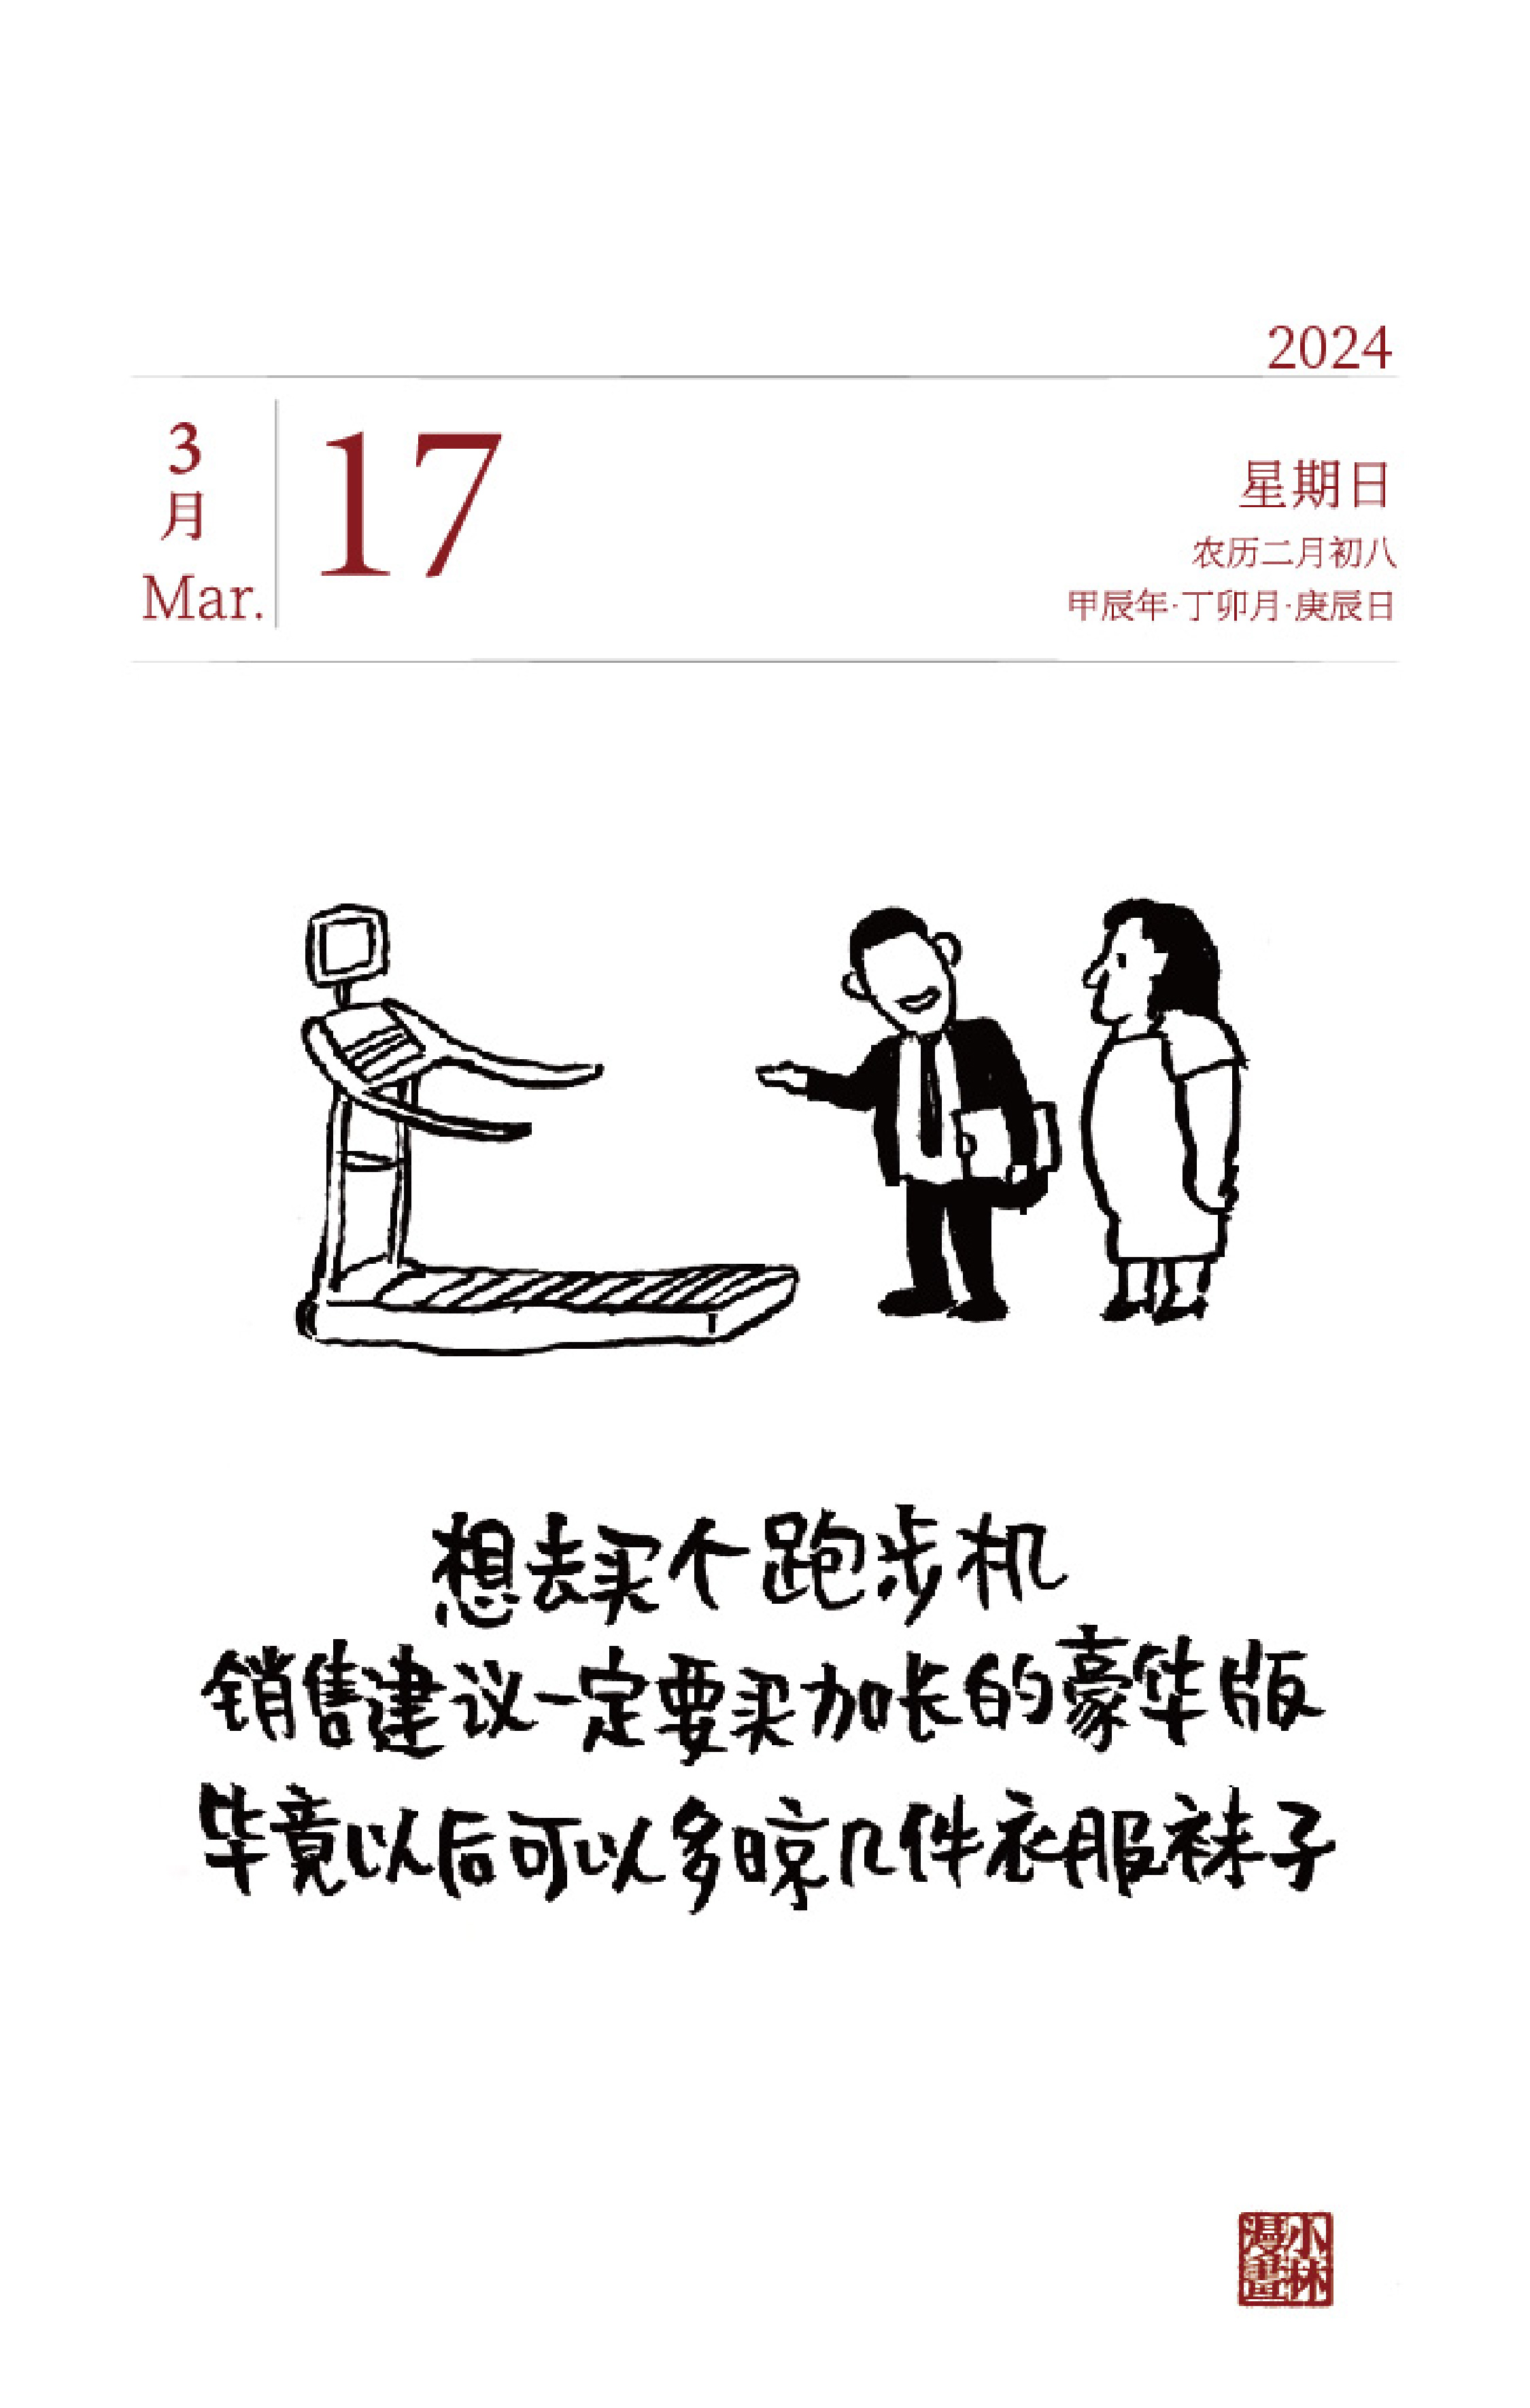 2024
3
月
Mar.
17
星期日
农历二月初八
甲辰年·丁卯月·庚辰日
想去买个跑步机
销售建议一定要买加长的豪华版
毕竟以后可以多晾几件衣服袜子
小林
漫畫